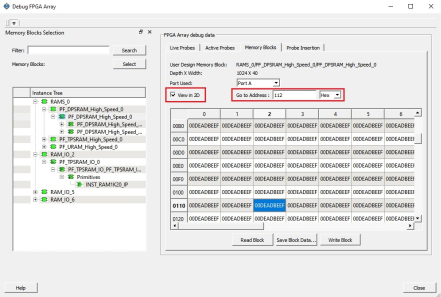 Debug FPGA Array
Memory Blocks Selection
Filter: Search
Memory Blocks: Select
Instance Tree
RAMS_0
PF_DPSRAM_High_Speed_0
PF_DPSRAM_High_Speed_0
PF_DPSRAM_High_Speed_...
PF_DPSRAM_High_Speed_...
PF_URAM_High_Speed_0
RAM_IO_2
PF_TPSRAM_IO_0
PF_TPSRAM_IO_PF_TPSRAM_I...
Primitives
INST_RAM1K20_IP
RAM_IO_5
RAM_IO_6
FPGA Array debug data
Live Probes Active Probes Memory Blocks Probe Insertion
User Design Memory Block: RAMS_0/PF_DPSRAM_High_Speed_0/PF_DPSRAM_High_Speed_0
Depth X Width: 1024 X 40
Port Used: Port A
View in 2D Go to Address : 112 Hex
0 1 2 3 4 5 6
00B0 00DEADBEEF 00DEADBEEF 00DEADBEEF 00DEADBEEF 00DEADBEEF 00DEADBEEF 00DEADBEEF
00C0 00DEADBEEF 00DEADBEEF 00DEADBEEF 00DEADBEEF 00DEADBEEF 00DEADBEEF 00DEADBEEF
00D0 00DEADBEEF 00DEADBEEF 00DEADBEEF 00DEADBEEF 00DEADBEEF 00DEADBEEF 00DEADBEEF
00E0 00DEADBEEF 00DEADBEEF 00DEADBEEF 00DEADBEEF 00DEADBEEF 00DEADBEEF 00DEADBEEF
00F0 00DEADBEEF 00DEADBEEF 00DEADBEEF 00DEADBEEF 00DEADBEEF 00DEADBEEF 00DEADBEEF
0100 00DEADBEEF 00DEADBEEF 00DEADBEEF 00DEADBEEF 00DEADBEEF 00DEADBEEF 00DEADBEEF
0110 00DEADBEEF 00DEADBEEF 00DEADBEEF 00DEADBEEF 00DEADBEEF 00DEADBEEF 00DEADBEEF
0120 00DEADBEEF 00DEADBEEF 00DEADBEEF 00DEADBEEF 00DEADBEEF 00DEADBEEF 00DEADBEEF
Read Block Save Block Data... Write Block
Help Close